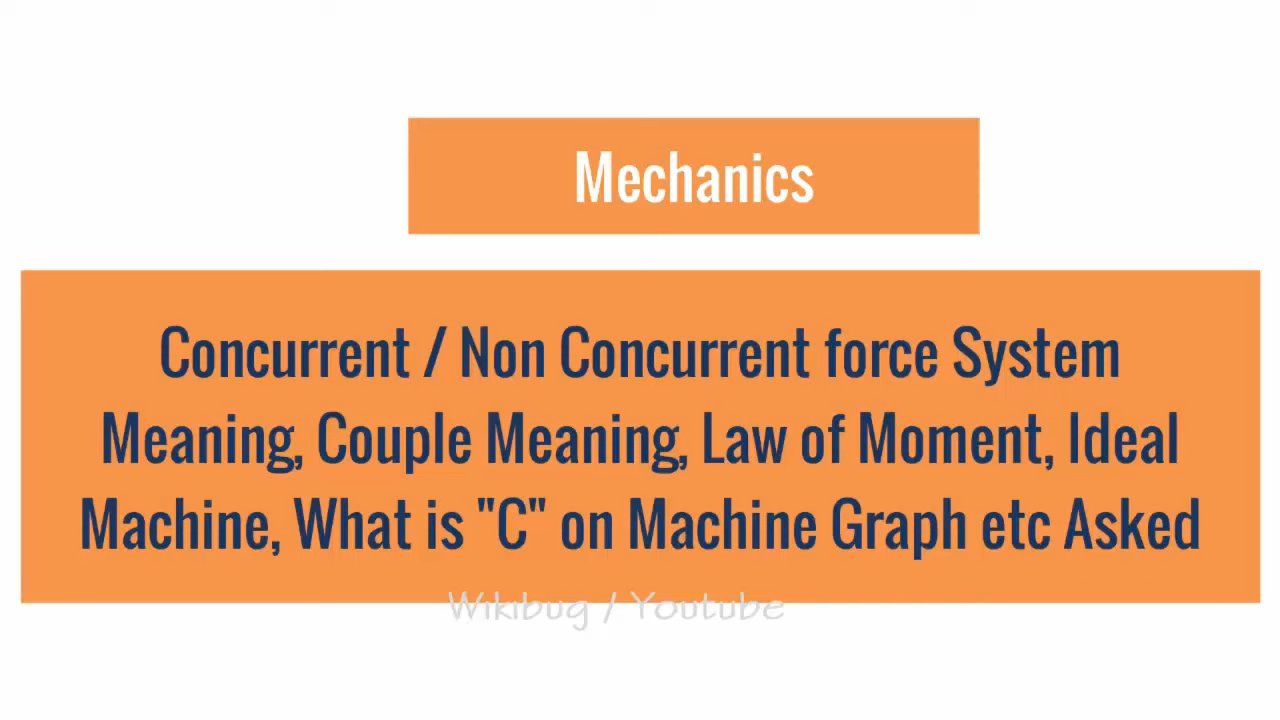 Mechanics
Concurrent / Non Concurrent force System
Meaning, Couple Meaning, Law of Moment, Ideal
Machine, What is "C" on Machine Graph etc Asked
Wikibug / Youtube